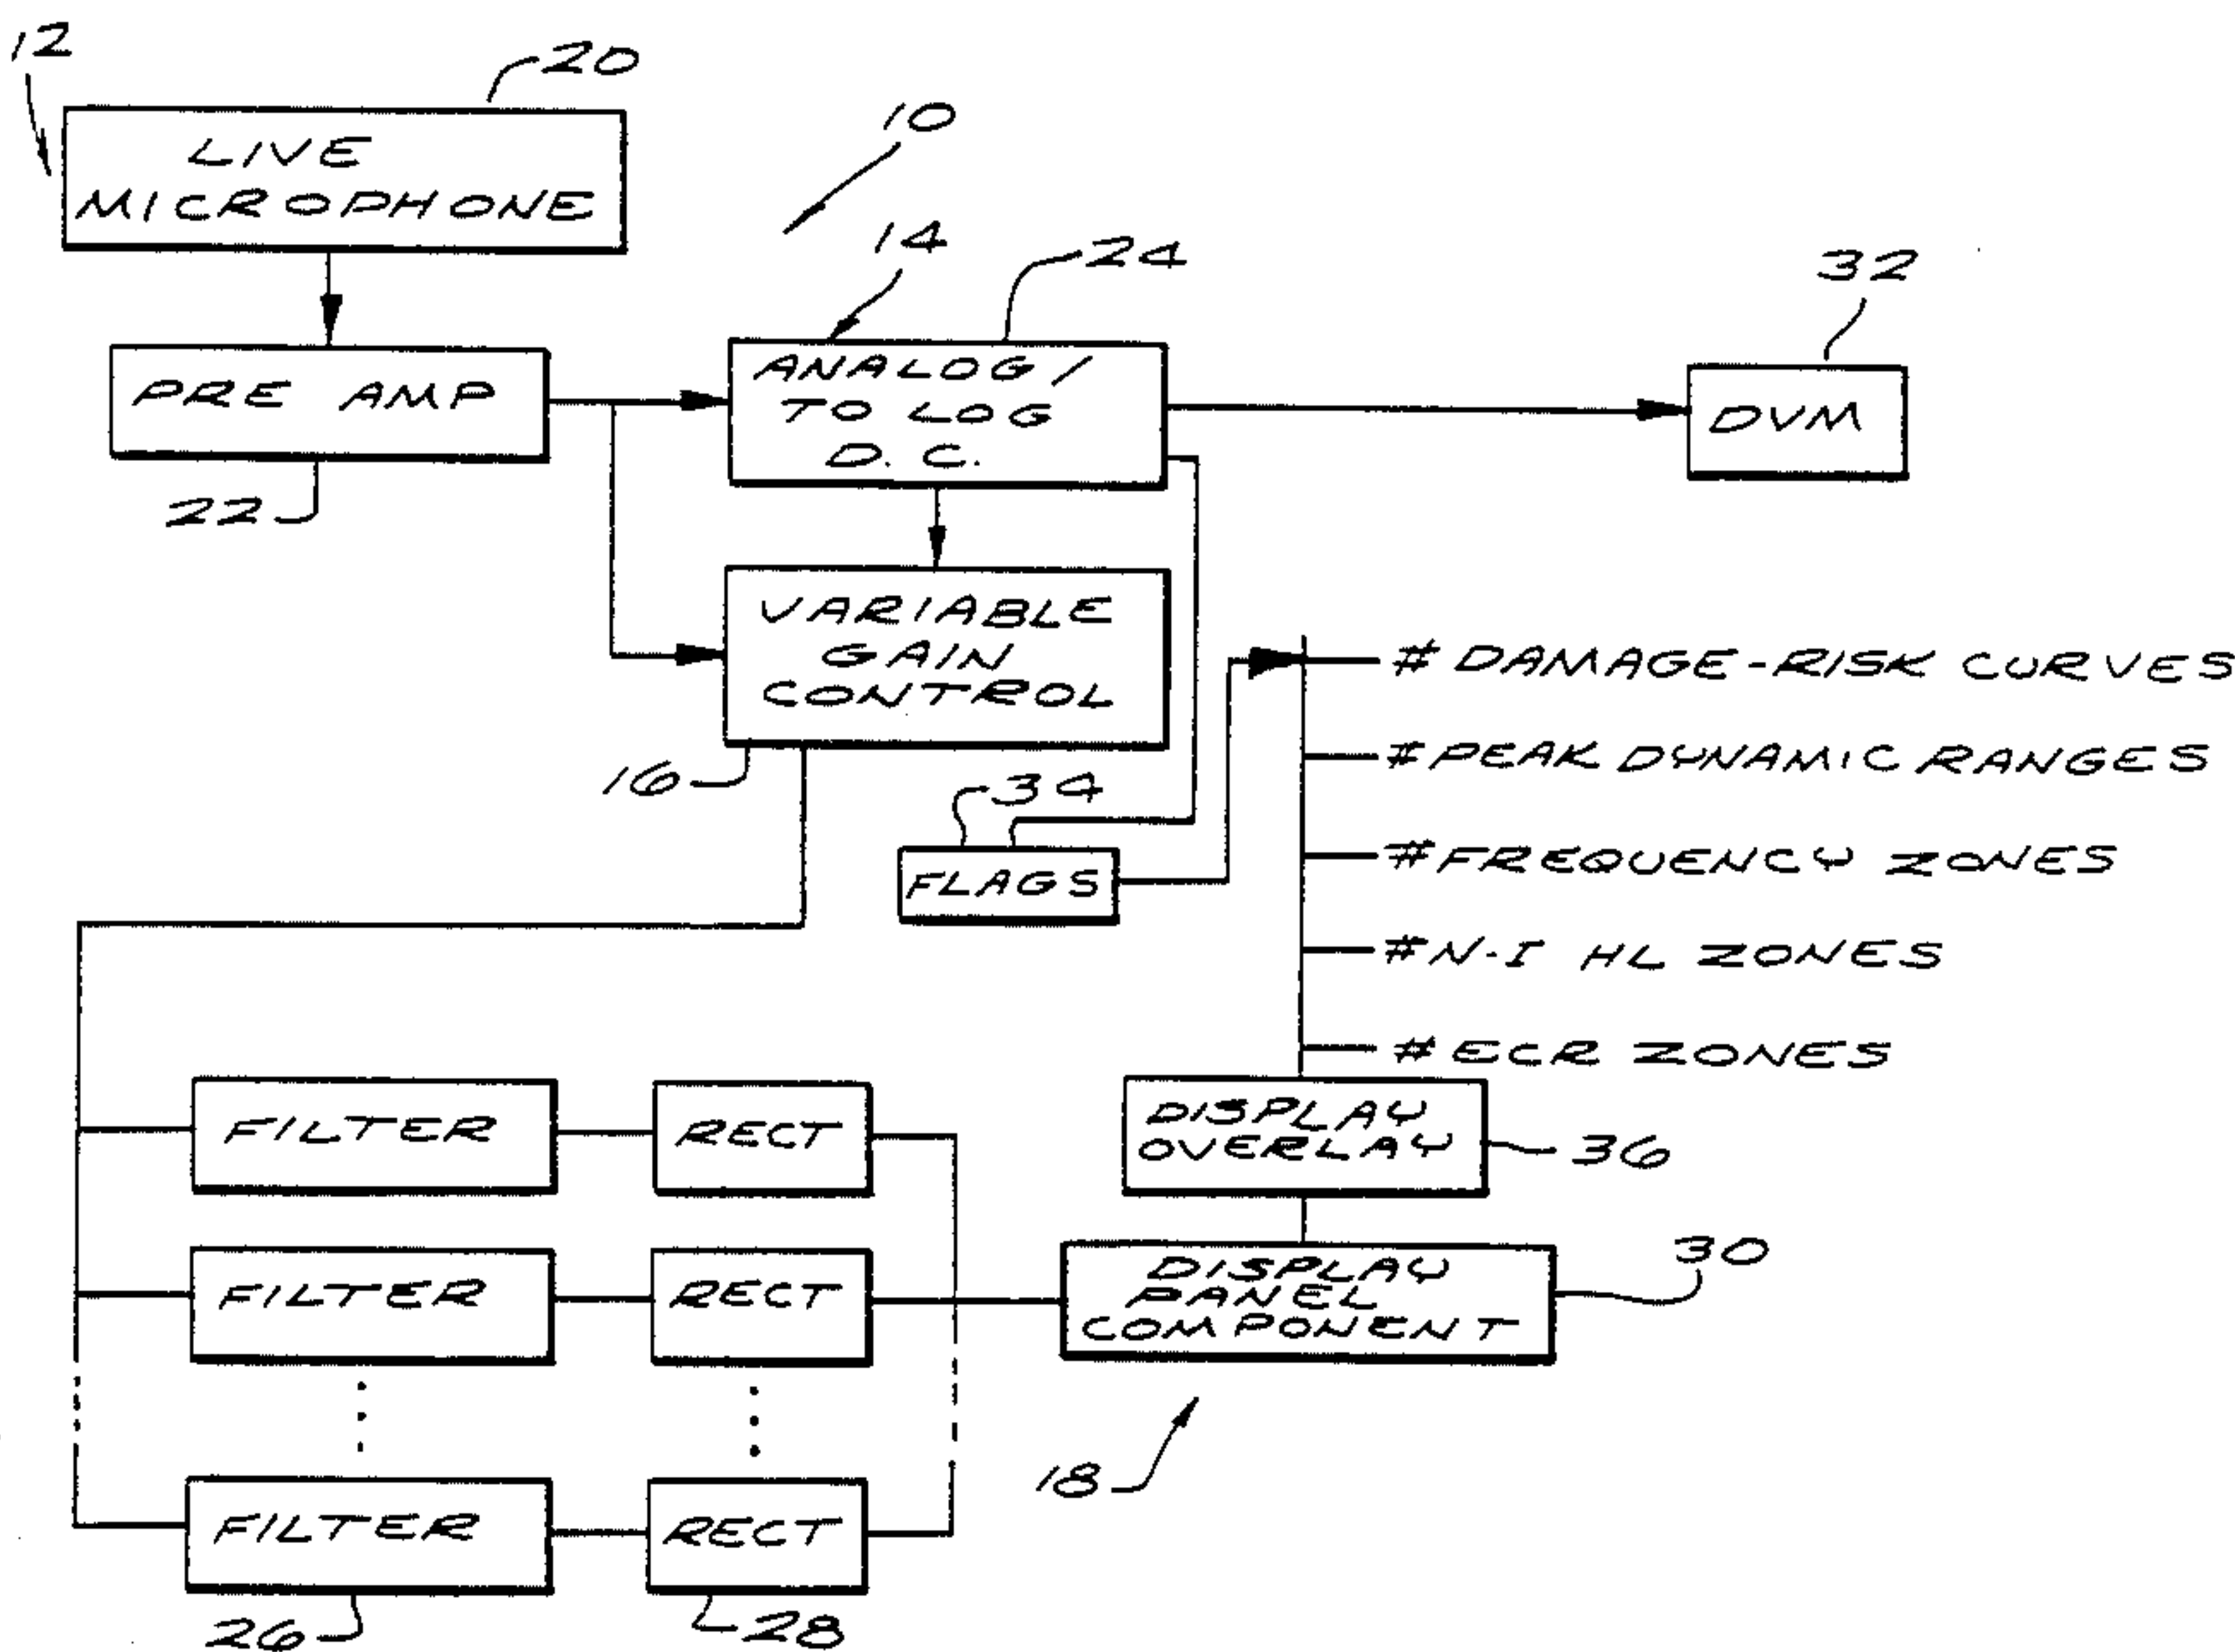 12
20
LIVE
MICROPHONE
10
14
24
32
PRE AMP
ANALOG/
TO LOG
D. C.
DVM
22
VARIABLE
GAIN
CONTROL
16
34
FLAGS
# DAMAGE-RISK CURVES
# PEAK DYNAMIC RANGES
# FREQUENCY ZONES
# N-I HL ZONES
# ECR ZONES
FILTER
RECT
DISPLAY
OVERLAY
36
FILTER
RECT
DISPLAY
PANEL
COMPONENT
30
18
FILTER
RECT
26
28